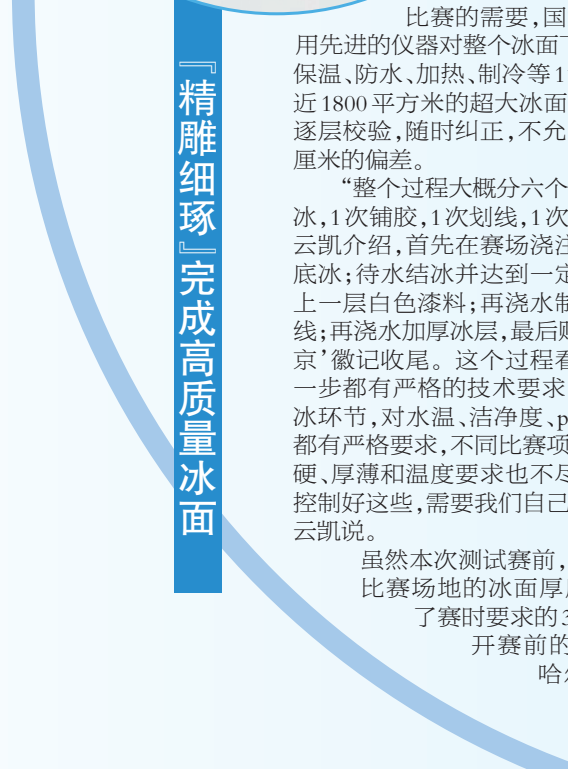 『精雕细琢』完成高质量冰面
比赛的需要，国
用先进的仪器对整个冰面
保温、防水、加热、制冷等1
近1800平方米的超大冰面
逐层校验，随时纠正，不允
厘米的偏差。
“整个过程大概分六个
冰，1次铺胶，1次划线，1次
云凯介绍，首先在赛场浇注
底冰；待水结冰并达到一定
上一层白色漆料；再浇水制
线；再浇水加厚冰层，最后
京’徽记收尾。这个过程看
一步都有严格的技术要求
冰环节，对水温、洁净度、p
都有严格要求，不同比赛项
硬、厚薄和温度要求也不尽
控制好这些，需要我们自己
云凯说。
虽然本次测试赛前，
比赛场地的冰面厚度
了赛时要求的3
开赛前的
哈尔